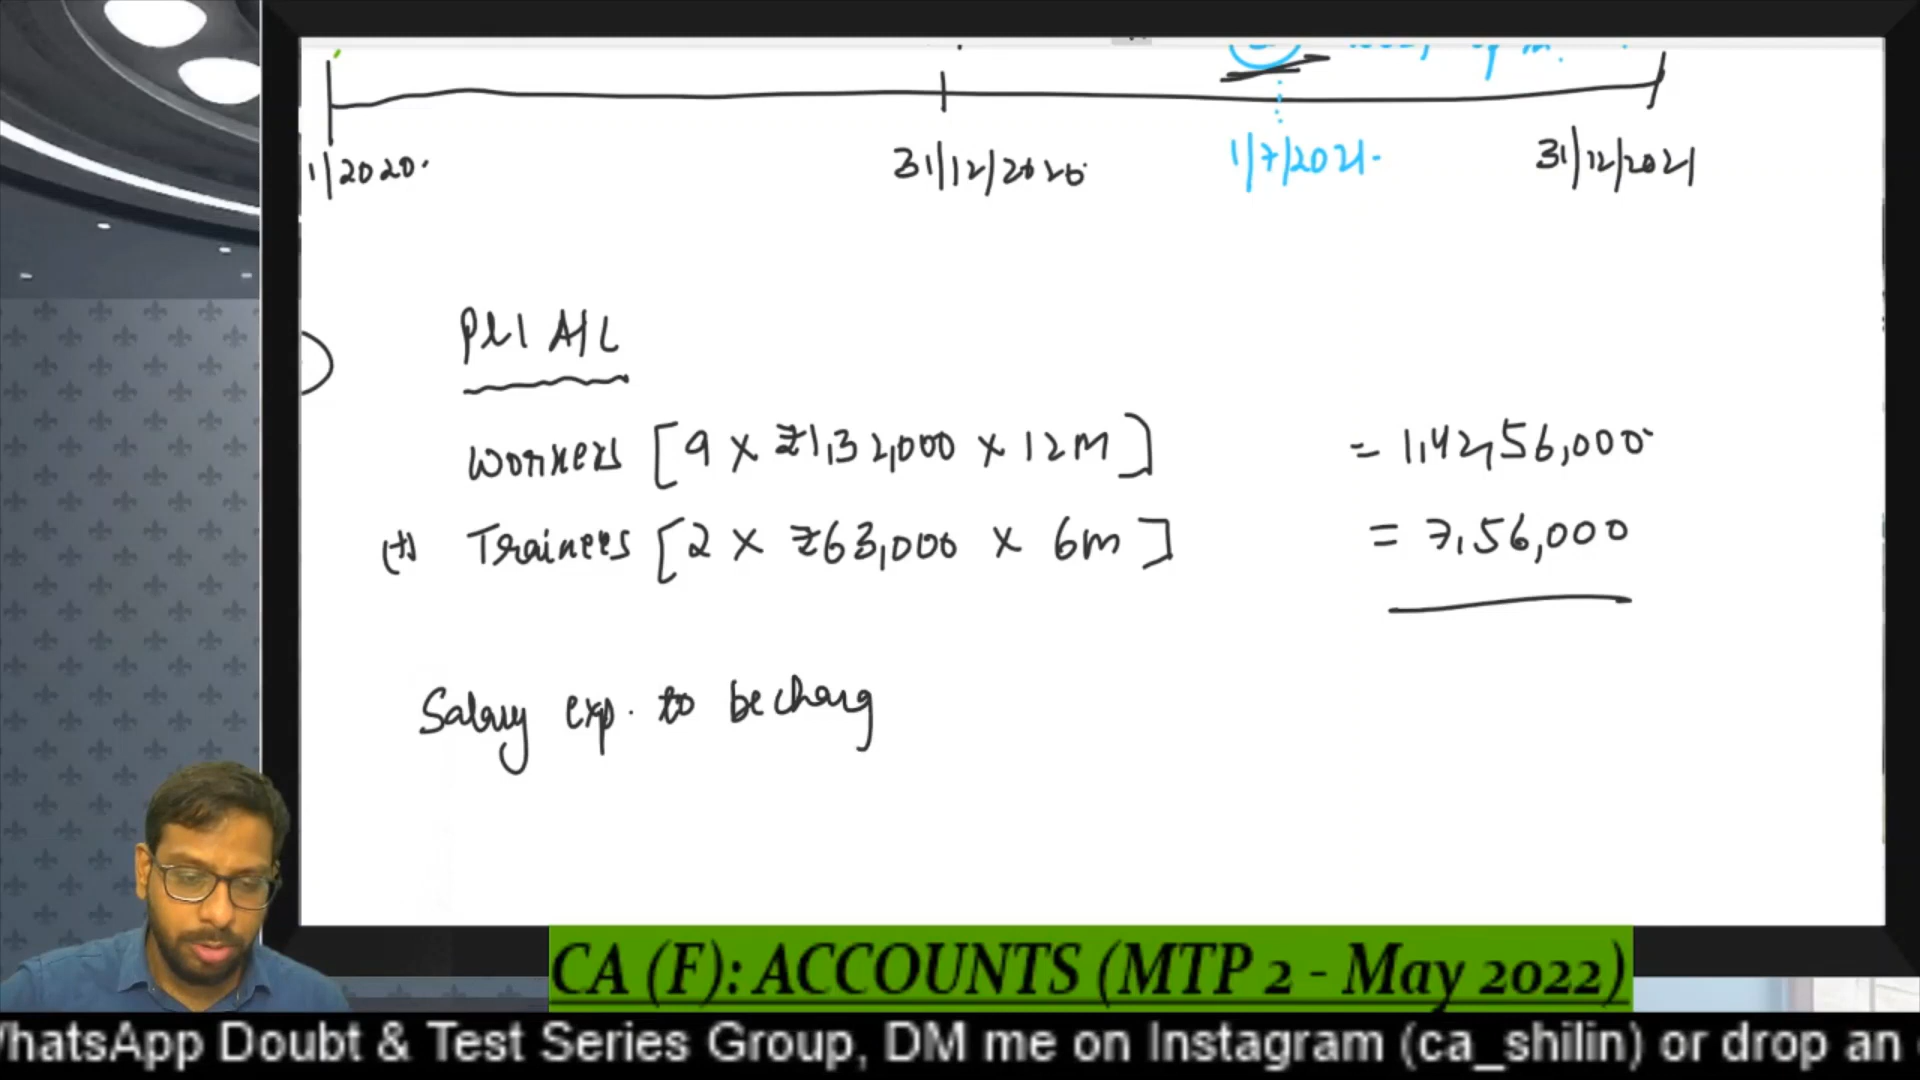 1/2020.
31/12/2020.
1/7/2021.
31/12/2021
P&L A/C
Workers [9 x ₹1,32,000 x 12m] = 1,42,56,000
(+) Trainees [2 x ₹63,000 x 6m] = 7,56,000
Salary exp. to be charg
CA (F): ACCOUNTS (MTP 2 - May 2022)
WhatsApp Doubt & Test Series Group, DM me on Instagram (ca_shilin) or drop an